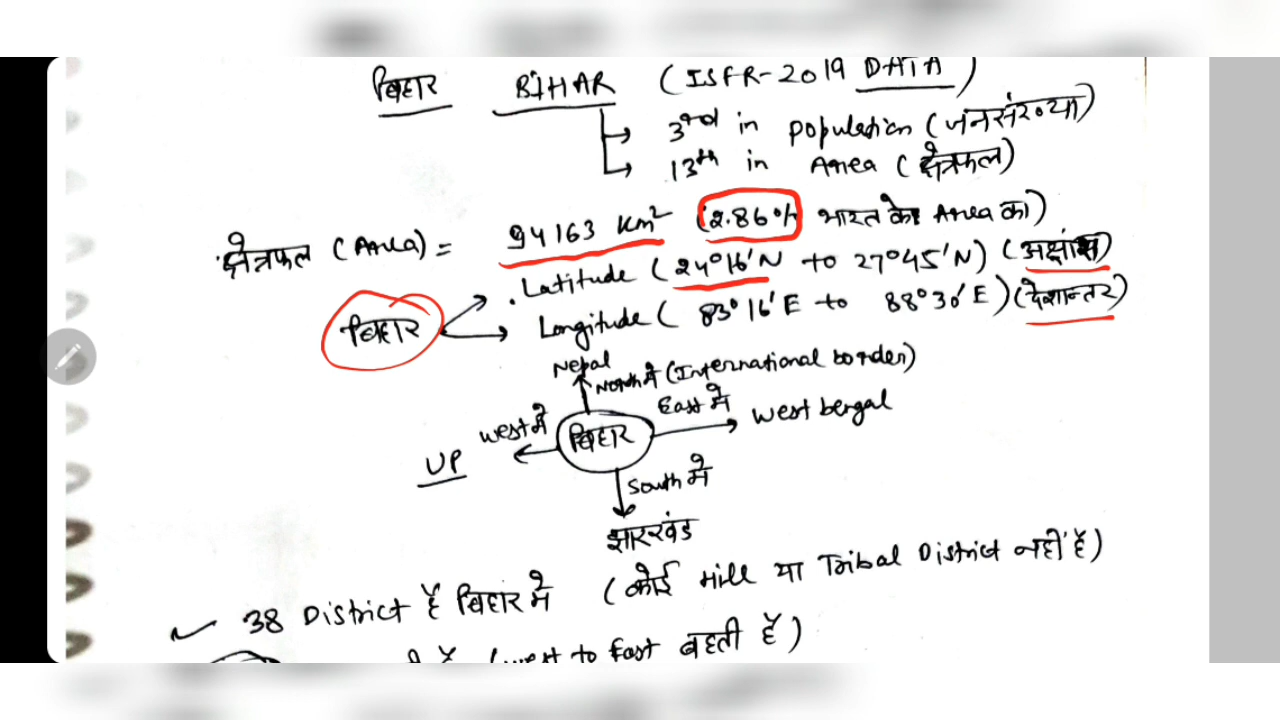 बिहार BIHAR (ISFR-2019 DATA)
3rd in population (जनसंख्या)
13th in Area (क्षेत्रफल)
क्षेत्रफल (Area) = 94163 Km² (2.86% भारत के Area का)
बिहार
Latitude (24°16'N to 27°45'N) (अक्षांश)
Longitude (83°16'E to 88°30'E) (देशान्तर)
Nepal
North में (International border)
East में West bengal
West में
बिहार
UP
South में
झारखंड
38 District हैं बिहार में (कोई Hill या Tribal District नहीं है)
(west to East बहती हैं)